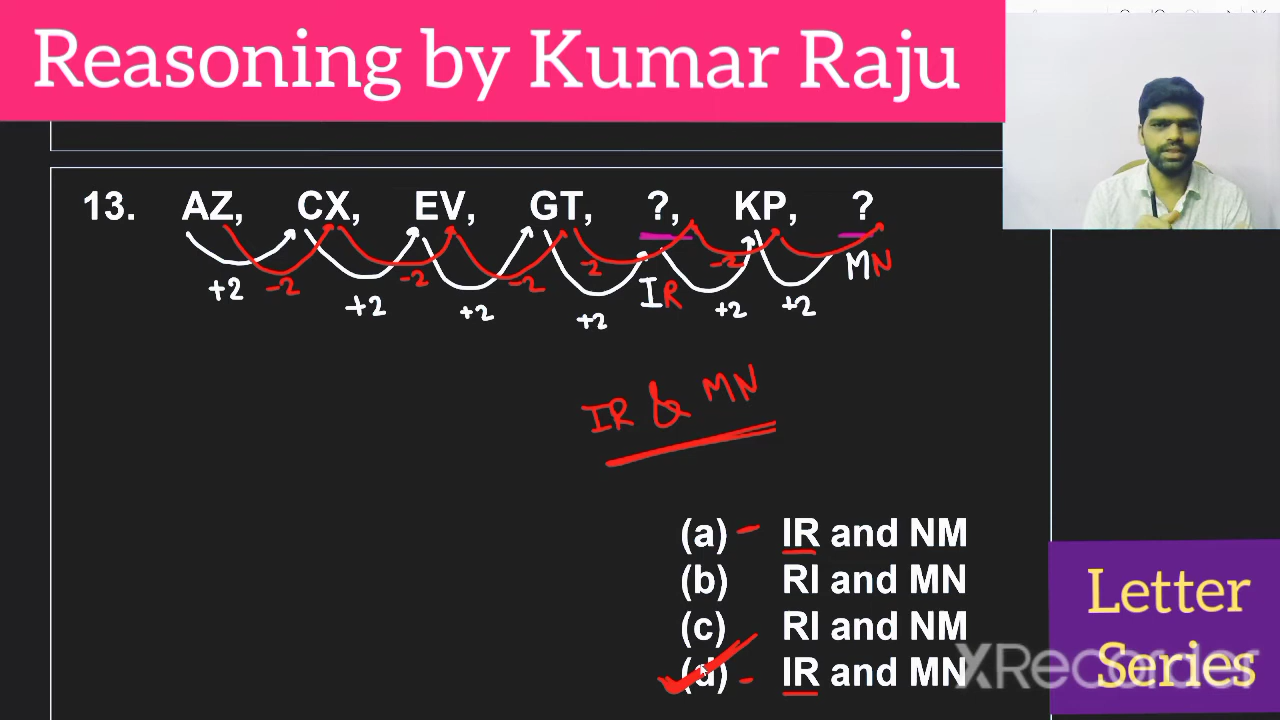 Reasoning by Kumar Raju
13. AZ, CX, EV, GT, ?, KP, ?
+2 -2 +2 -2 +2 -2 +2 -2 IR +2 -2 +2 MN
IR & MN
(a) - IR and NM
(b) RI and MN
(c) RI and NM
(d) - IR and MN
Letter
Series
XRecorder